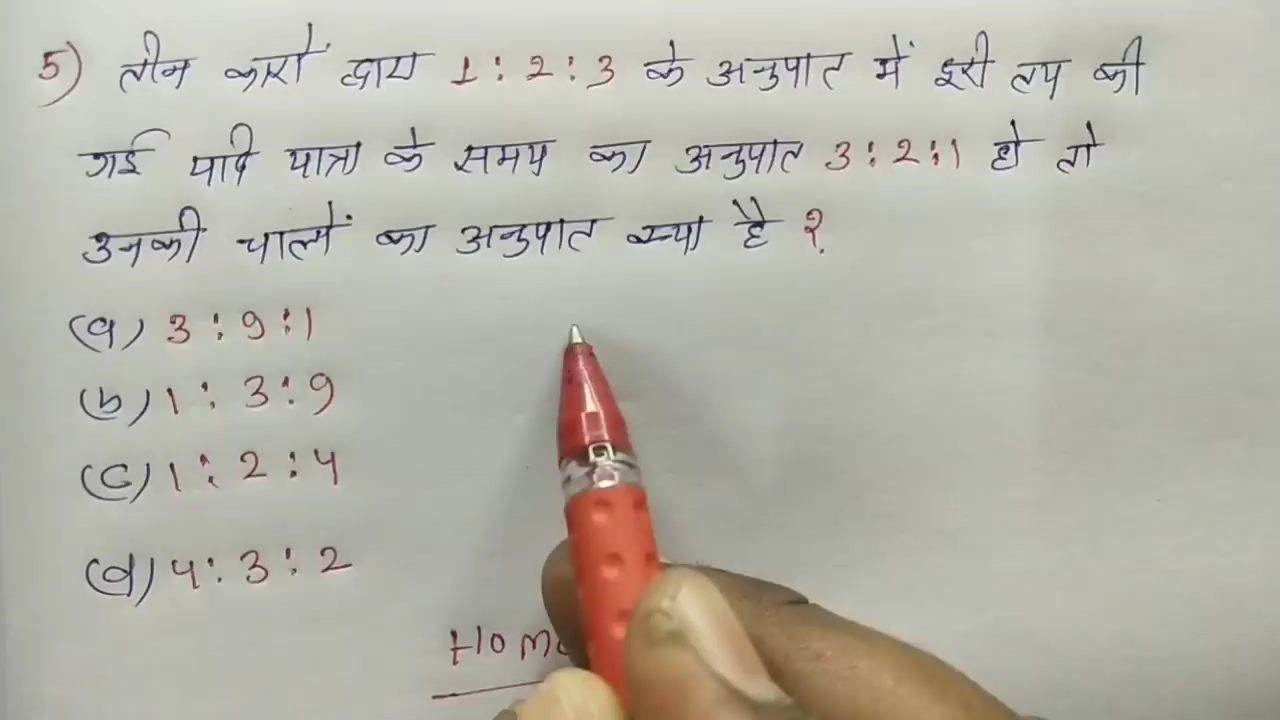 5) तीन कारों द्वारा 1 : 2 : 3 के अनुपात में दूरी तय की
गई यदि यात्रा के समय का अनुपात 3 : 2 : 1 हो तो
उनकी चालों का अनुपात क्या है ?
(a) 3 : 9 : 1
(b) 1 : 3 : 9
(c) 1 : 2 : 4
(d) 4 : 3 : 2